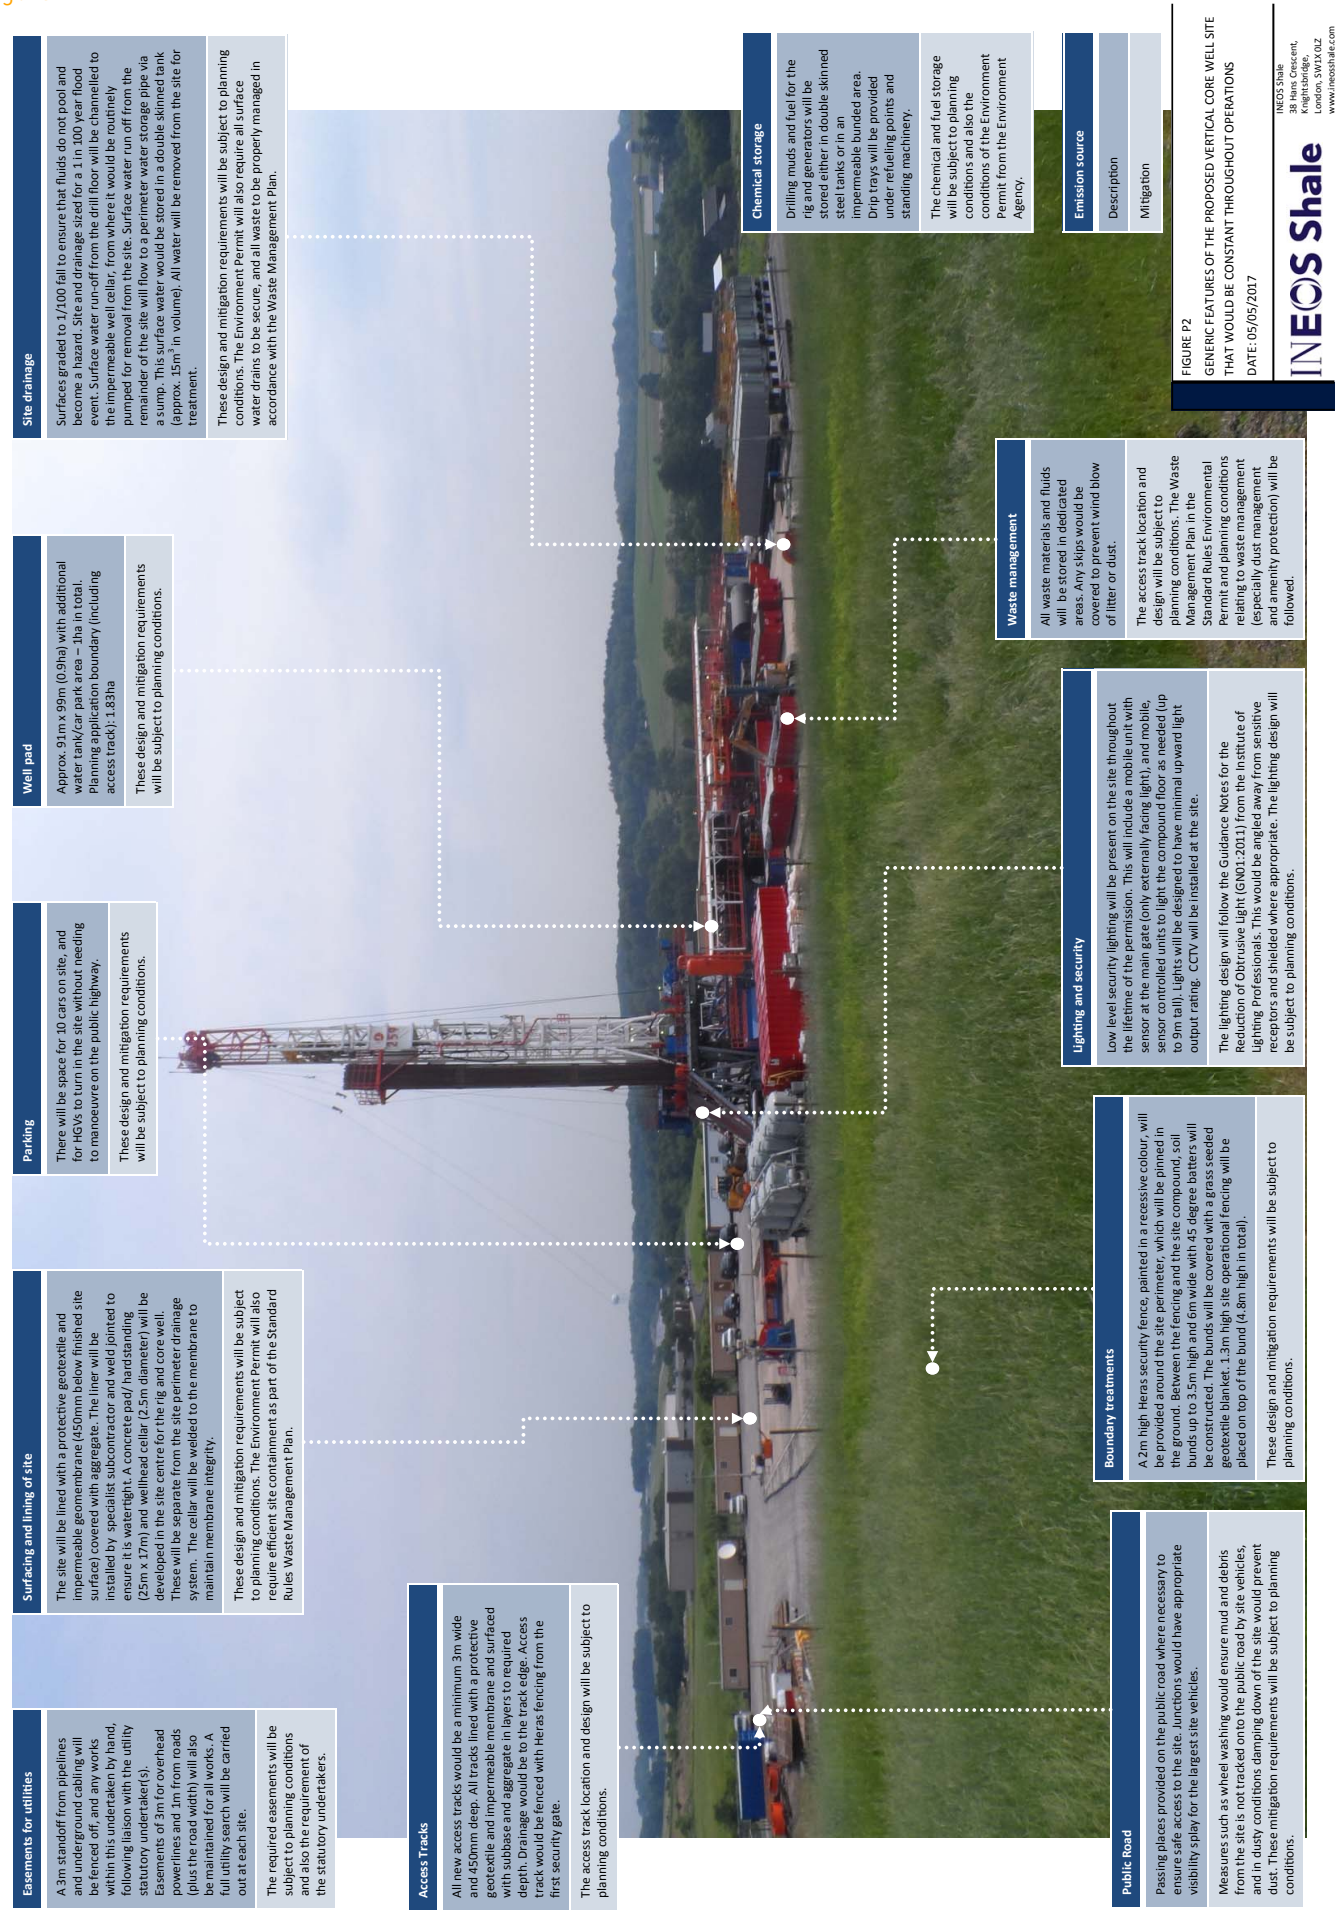 Easements for utilities
A 3m standoff from pipelines
and underground cabling will
be fenced off, and any works
within this undertaken by hand,
following liaison with the utility
statutory undertaker(s).
Easements of 3m for overhead
powerlines and 1m from roads
(plus the road width) will also
be maintained for all works. A
full utility search will be carried
out at each site.
The required easements will be
subject to planning conditions
and also the requirement of
the statutory undertakers.
Surfacing and lining of site
The site will be lined with a protective geotextile and
impermeable geomembrane (450mm below finished site
surface) covered with aggregate. The liner will be
installed by specialist subcontractor and weld jointed to
ensure it is watertight. A concrete pad/ hardstanding
(25m x 17m) and wellhead cellar (2.5m diameter) will be
developed in the site centre for the rig and core well.
These will be separate from the site perimeter drainage
system. The cellar will be welded to the membrane to
maintain membrane integrity.
These design and mitigation requirements will be subject
to planning conditions. The Environment Permit will also
require efficient site containment as part of the Standard
Rules Waste Management Plan.
Parking
There will be space for 10 cars on site, and
for HGVs to turn in the site without needing
to manoeuvre on the public highway.
These design and mitigation requirements
will be subject to planning conditions.
Well pad
Approx. 91m x 99m (0.9ha) with additional
water tank/car park area – 1ha in total.
Planning application boundary (including
access track): 1.83ha
These design and mitigation requirements
will be subject to planning conditions.
Site drainage
Surfaces graded to 1/100 fall to ensure that fluids do not pool and
become a hazard. Site and drainage sized for a 1 in 100 year flood
event. Surface water run-off from the drill floor will be channelled to
the impermeable well cellar, from where it would be routinely
pumped for removal from the site. Surface water run off from the
remainder of the site will flow to a perimeter water storage pipe via
a sump. This surface water would be stored in a double skinned tank
(approx. 15m³ in volume). All water will be removed from the site for
treatment.
These design and mitigation requirements will be subject to planning
conditions. The Environment Permit will also require all surface
water drains to be secure, and all waste to be properly managed in
accordance with the Waste Management Plan.
Access Tracks
All new access tracks would be a minimum 3m wide
and 450mm deep. All tracks lined with a protective
geotextile and impermeable membrane and surfaced
with subbase and aggregate in layers to required
depth. Drainage would be to the track edge. Access
track would be fenced with Heras fencing from the
first security gate.
The access track location and design will be subject to
planning conditions.
Chemical storage
Drilling muds and fuel for the
rig and generators will be
stored either in double skinned
steel tanks or in an
impermeable bunded area.
Drip trays will be provided
under refueling points and
standing machinery.
The chemical and fuel storage
will be subject to planning
conditions and also the
conditions of the Environment
Permit from the Environment
Agency.
Public Road
Passing places provided on the public road where necessary to
ensure safe access to the site. Junctions would have appropriate
visibility splay for the largest site vehicles.
Measures such as wheel washing would ensure mud and debris
from the site is not tracked onto the public road by site vehicles,
and in dusty conditions damping down of the site would prevent
dust. These mitigation requirements will be subject to planning
conditions.
Boundary treatments
A 2m high Heras security fence, painted in a recessive colour, will
be provided around the site perimeter, which will be pinned in
the ground. Between the fencing and the site compound, soil
bunds up to 3.5m high and 6m wide with 45 degree batters will
be constructed. The bunds will be covered with a grass seeded
geotextile blanket. 1.3m high site operational fencing will be
placed on top of the bund (4.8m high in total).
These design and mitigation requirements will be subject to
planning conditions.
Lighting and security
Low level security lighting will be present on the site throughout
the lifetime of the permission. This will include a mobile unit with
sensor at the main gate (only externally facing light), and mobile,
sensor controlled units to light the compound floor as needed (up
to 9m tall). Lights will be designed to have minimal upward light
output rating. CCTV will be installed at the site.
The lighting design will follow the Guidance Notes for the
Reduction of Obtrusive Light (GN01:2011) from the Institute of
Lighting Professionals. This would be angled away from sensitive
receptors and shielded where appropriate. The lighting design will
be subject to planning conditions.
Waste management
All waste materials and fluids
will be stored in dedicated
areas. Any skips would be
covered to prevent wind blow
of litter or dust.
The access track location and
design will be subject to
planning conditions. The Waste
Management Plan in the
Standard Rules Environmental
Permit and planning conditions
relating to waste management
(especially dust management
and amenity protection) will be
followed.
Emission source
Description
Mitigation
FIGURE P2
GENERIC FEATURES OF THE PROPOSED VERTICAL CORE WELL SITE
THAT WOULD BE CONSTANT THROUGHOUT OPERATIONS
DATE: 05/05/2017
INEOS Shale
INEOS Shale
38 Hans Crescent,
Knightsbridge,
London, SW1X 0LZ
www.ineosshale.com